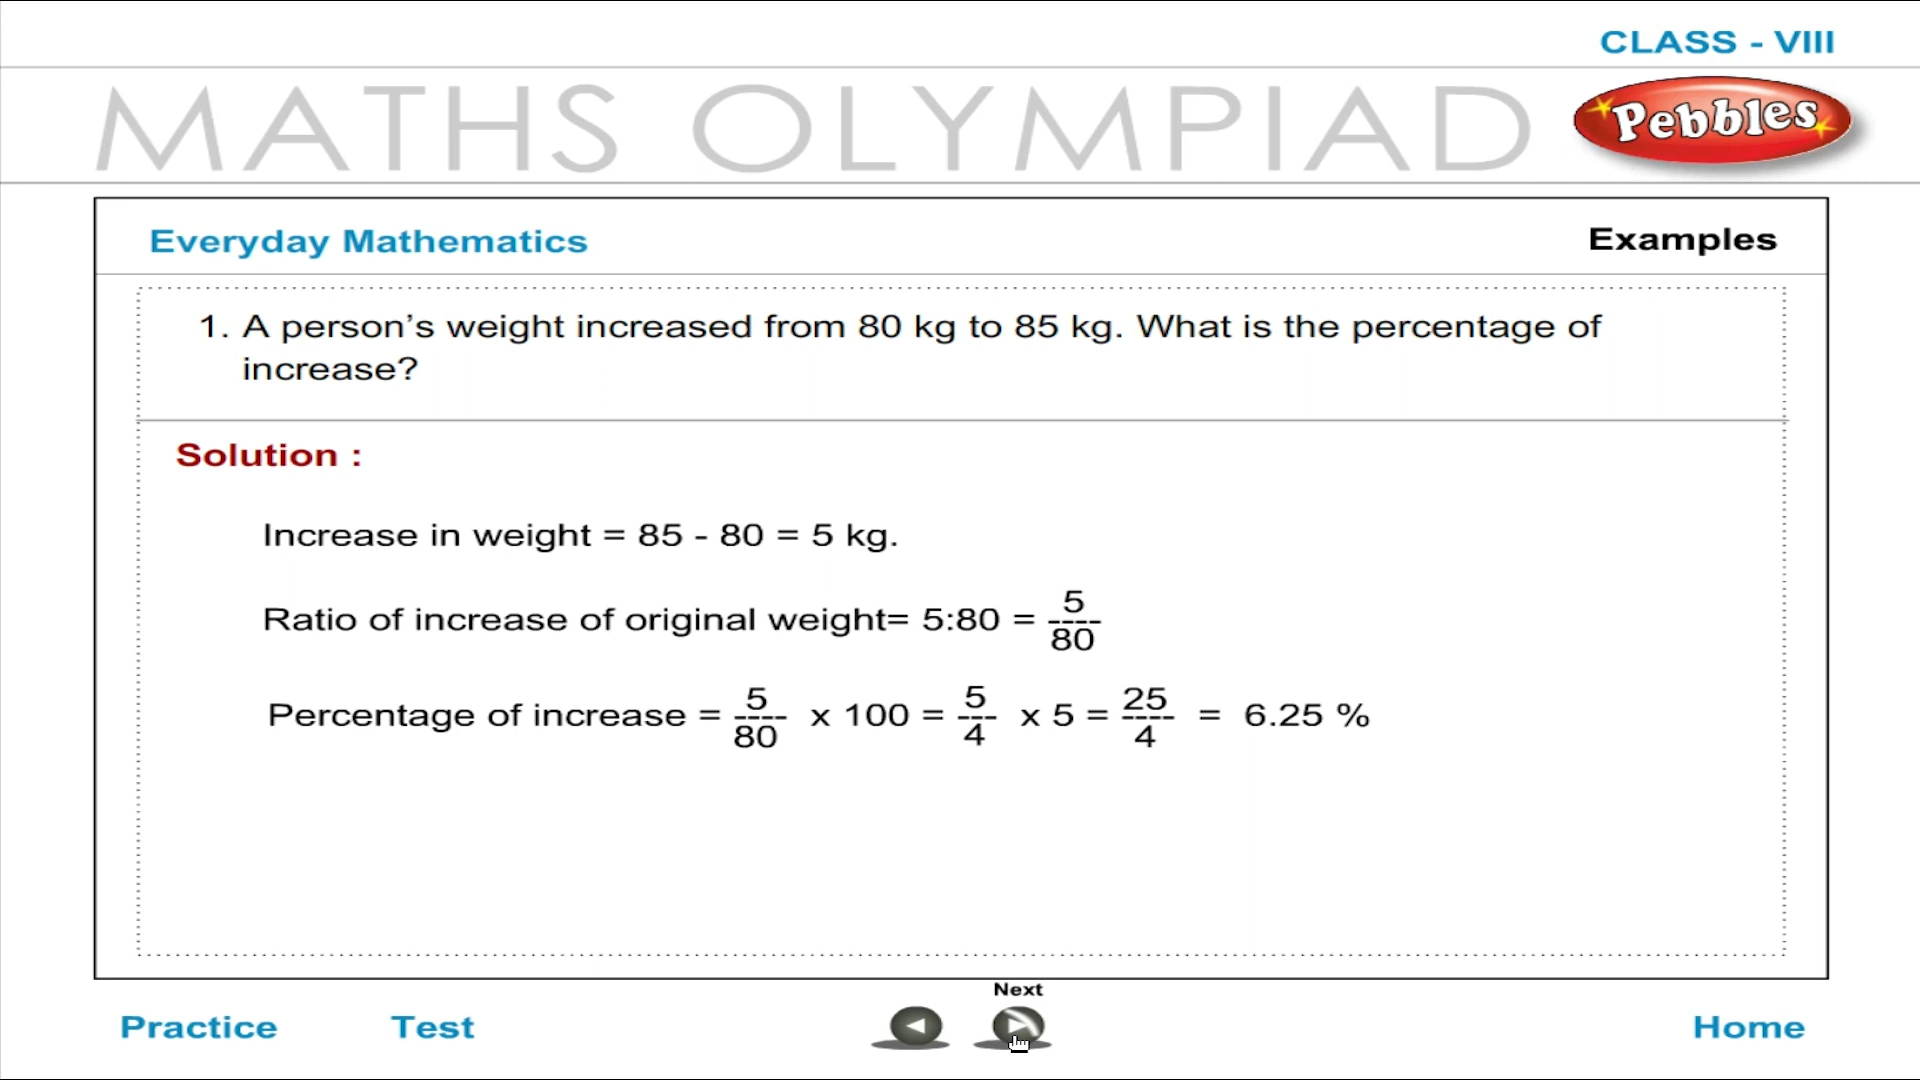 CLASS - VIII
MATHS OLYMPIAD
Pebbles
Everyday Mathematics
Examples
1. A person’s weight increased from 80 kg to 85 kg. What is the percentage of
increase?
Solution :
Increase in weight = 85 - 80 = 5 kg.
Ratio of increase of original weight= 5:80 = 5/80
Percentage of increase = 5/80 x 100 = 5/4 x 5 = 25/4 = 6.25 %
Next
Practice
Test
Home